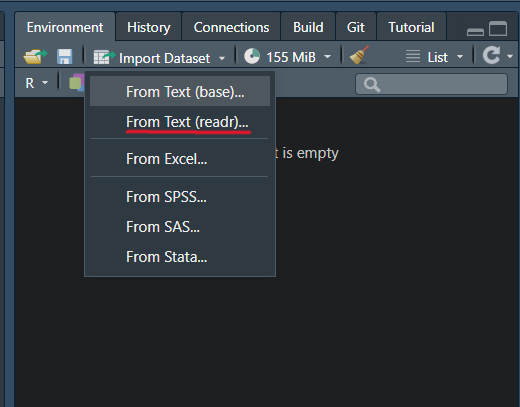 Environment History Connections Build Git Tutorial
Import Dataset 155 MiB List
R
From Text (base)...
From Text (readr)...
t is empty
From Excel...
From SPSS...
From SAS...
From Stata...